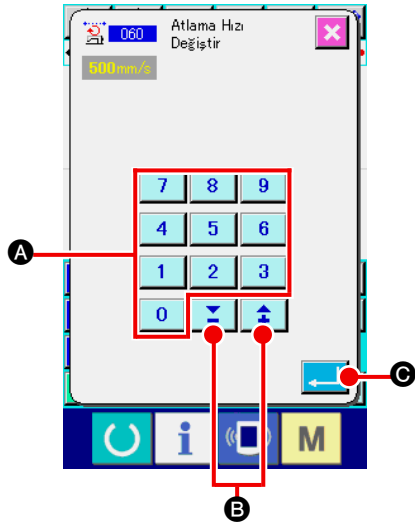 060 Atlama Hızı
Değiştir
500mm/s
7 8 9
4 5 6
A
1 2 3
0
C
i M
B